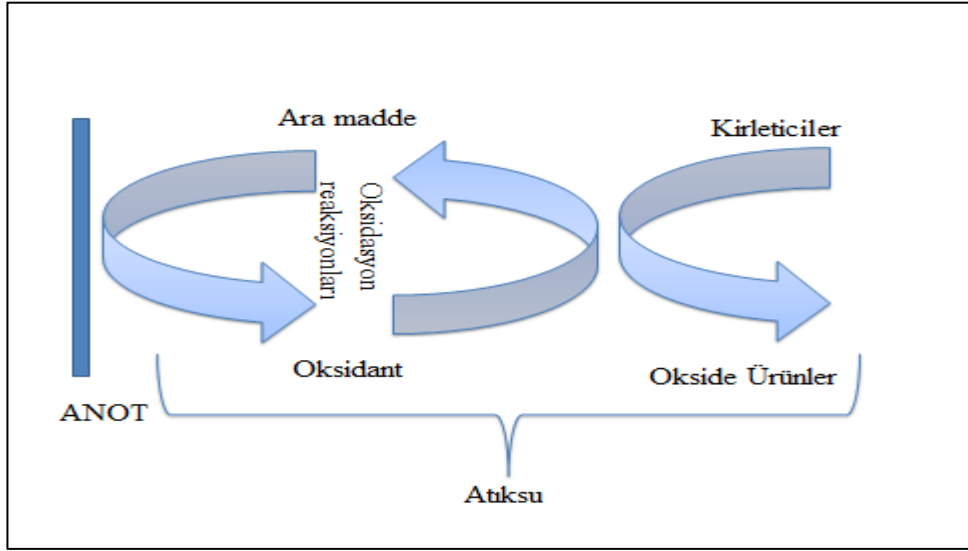 Ara madde
Kirleticiler
Oksidasyon
reaksiyonları
Oksidant
Okside Ürünler
ANOT
Atıksu